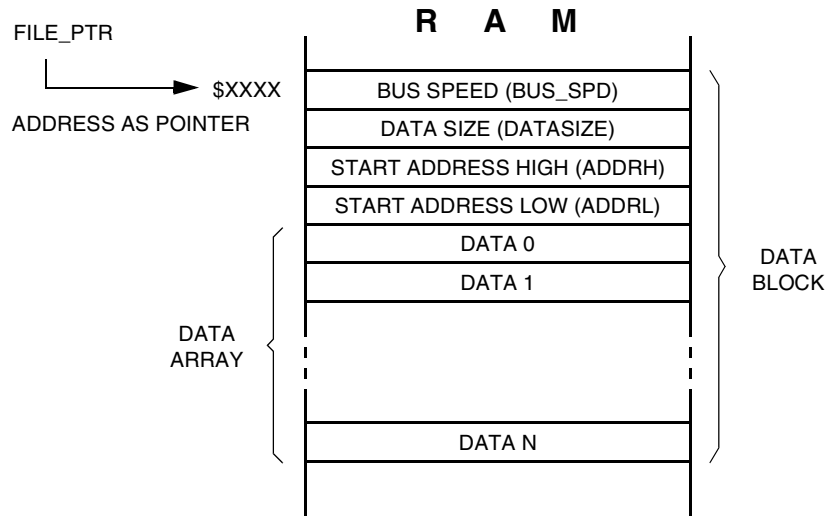 R A M
FILE_PTR
$XXXX
ADDRESS AS POINTER
BUS SPEED (BUS_SPD)
DATA SIZE (DATASIZE)
START ADDRESS HIGH (ADDRH)
START ADDRESS LOW (ADDRL)
DATA 0
DATA 1
DATA
ARRAY
DATA N
DATA
BLOCK